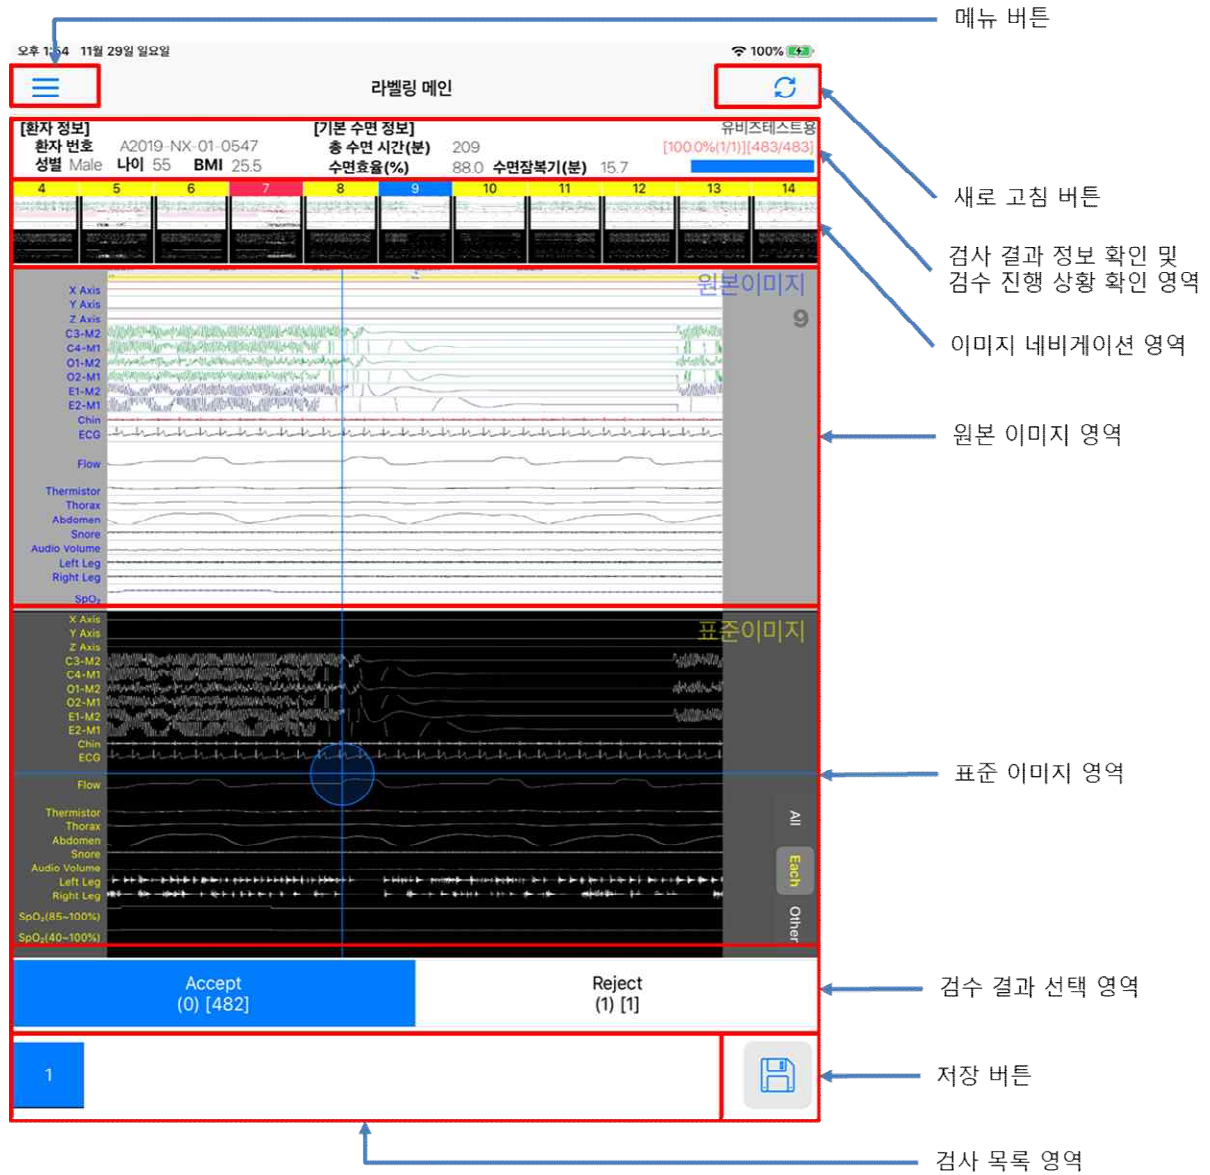 메뉴 버튼
오후 1:54 11월 29일 일요일
100%
라벨링 메인
[환자 정보] [기본 수면 정보] 유비즈테스트용
환자 번호 A2019-NX-01-0547 총 수면 시간(분) 209 [100.0%(1/1)][483/483]
성별 Male 나이 55 BMI 25.5 수면효율(%) 88.0 수면잠복기(분) 15.7
4 5 6 7 8 9 10 11 12 13 14
새로 고침 버튼
검사 결과 정보 확인 및
검수 진행 상황 확인 영역
이미지 네비게이션 영역
원본이미지
9
X Axis
Y Axis
Z Axis
C3-M2
C4-M1
O1-M2
O2-M1
E1-M2
E2-M1
Chin
ECG
Flow
Thermistor
Thorax
Abdomen
Snore
Audio Volume
Left Leg
Right Leg
SpO₂
원본 이미지 영역
표준이미지
X Axis
Y Axis
Z Axis
C3-M2
C4-M1
O1-M2
O2-M1
E1-M2
E2-M1
Chin
ECG
Flow
Thermistor
Thorax
Abdomen
Snore
Audio Volume
Left Leg
Right Leg
SpO₂(85~100%)
SpO₂(40~100%)
All
Each
Other
표준 이미지 영역
Accept
(0) [482]
Reject
(1) [1]
검수 결과 선택 영역
1
저장 버튼
검사 목록 영역